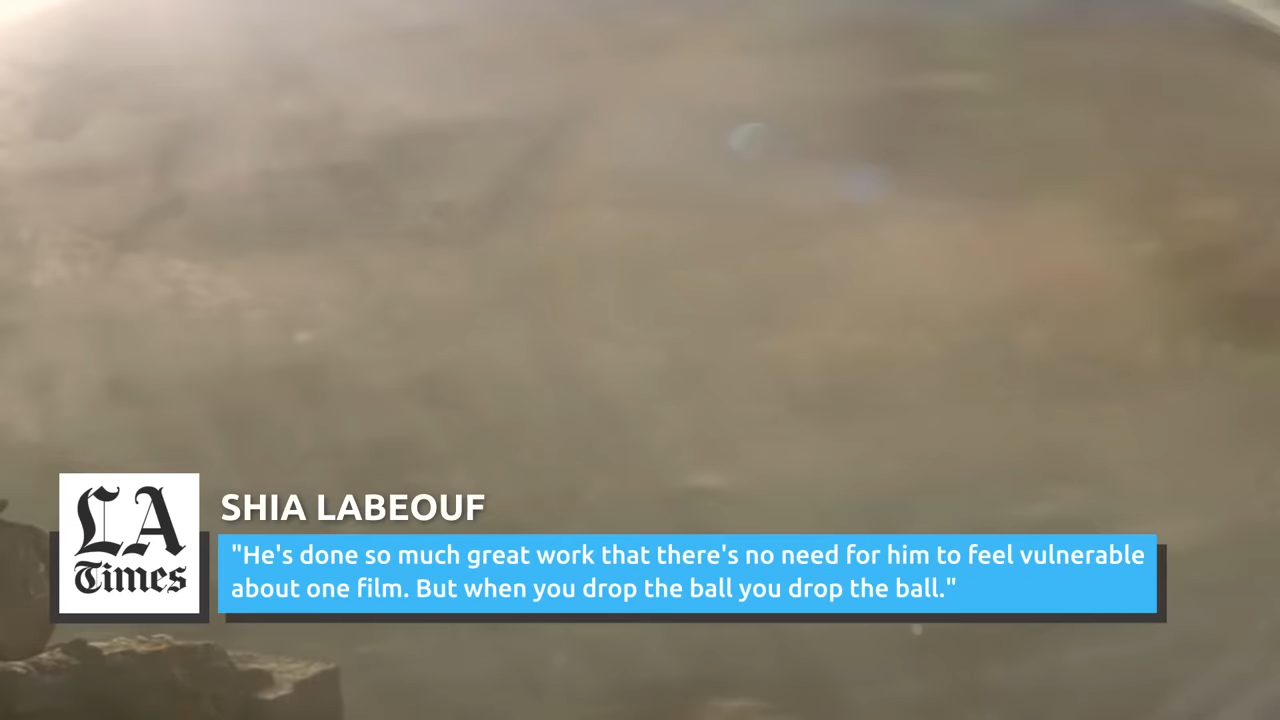 LA
Times
SHIA LABEOUF
"He's done so much great work that there's no need for him to feel vulnerable
about one film. But when you drop the ball you drop the ball."